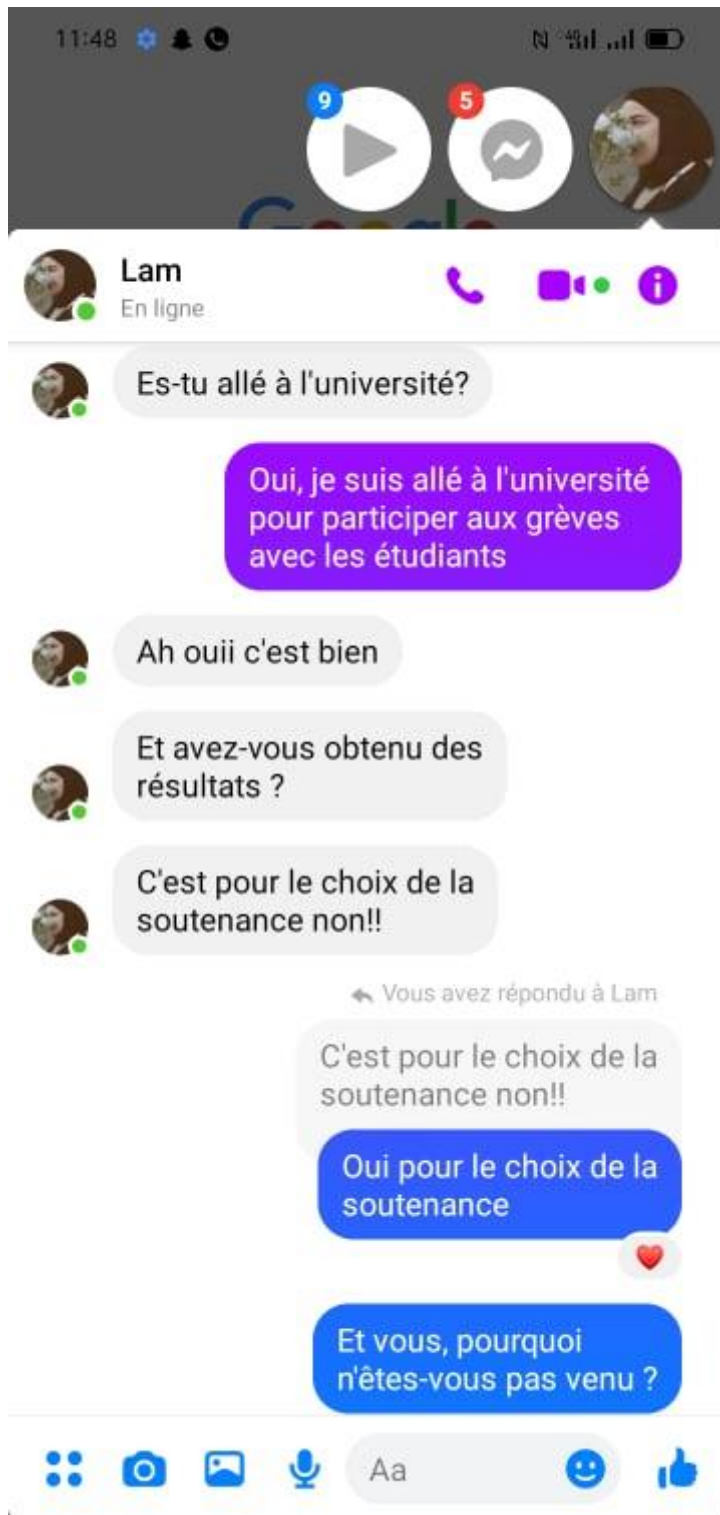 11:48
9
5
Google
Lam
En ligne
Es-tu allé à l'université?
Oui, je suis allé à l'université
pour participer aux grèves
avec les étudiants
Ah ouii c'est bien
Et avez-vous obtenu des
résultats ?
C'est pour le choix de la
soutenance non!!
Vous avez répondu à Lam
C'est pour le choix de la
soutenance non!!
Oui pour le choix de la
soutenance
Et vous, pourquoi
n'êtes-vous pas venu ?
Aa